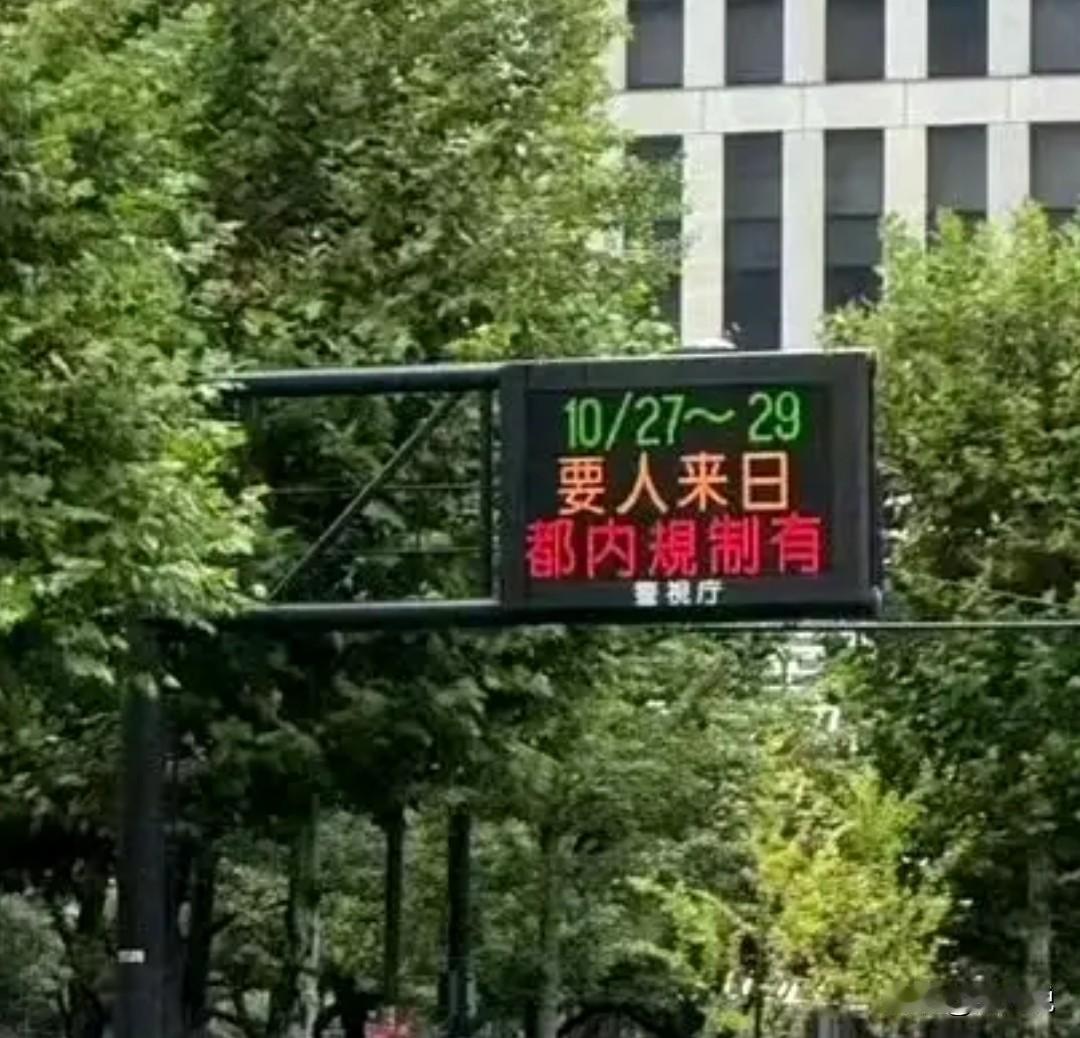 10/27～ 29
要人来日
都内規制有
警視庁